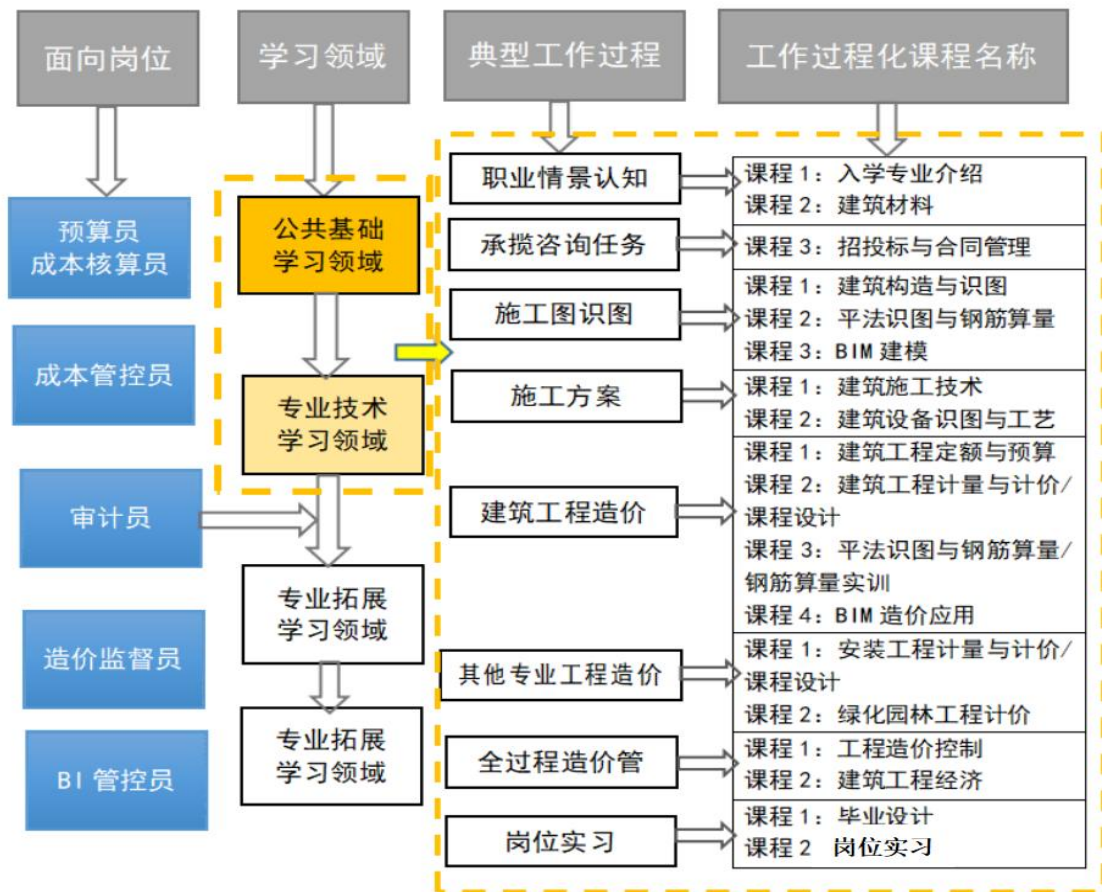 面向岗位
学习领域
典型工作过程
工作过程化课程名称
预算员
成本核算员
成本管控员
审计员
造价监督员
BI 管控员
公共基础
学习领域
专业技术
学习领域
专业拓展
学习领域
专业拓展
学习领域
职业情景认知
课程 1：入学专业介绍
课程 2：建筑材料
承揽咨询任务
课程 3：招投标与合同管理
施工图识图
课程 1：建筑构造与识图
课程 2：平法识图与钢筋算量
课程 3：BIM 建模
施工方案
课程 1：建筑施工技术
课程 2：建筑设备识图与工艺
建筑工程造价
课程 1：建筑工程定额与预算
课程 2：建筑工程计量与计价/
课程设计
课程 3：平法识图与钢筋算量/
钢筋算量实训
课程 4：BIM 造价应用
其他专业工程造价
课程 1：安装工程计量与计价/
课程设计
课程 2：绿化园林工程计价
全过程造价管
课程 1：工程造价控制
课程 2：建筑工程经济
岗位实习
课程 1：毕业设计
课程 2 岗位实习